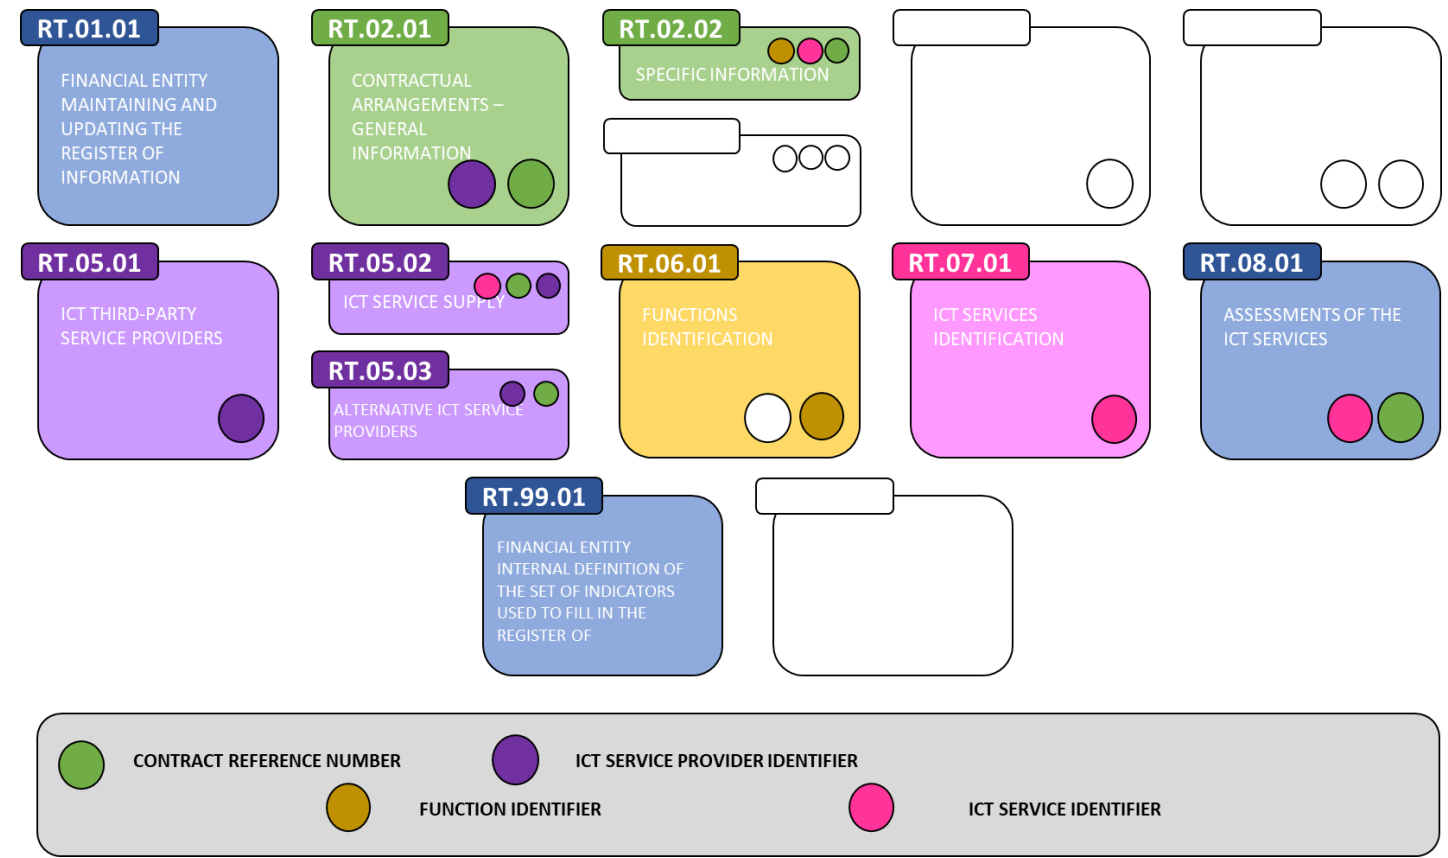 RT.01.01
FINANCIAL ENTITY
MAINTAINING AND
UPDATING THE
REGISTER OF
INFORMATION
RT.02.01
CONTRACTUAL
ARRANGEMENTS –
GENERAL
INFORMATION
RT.02.02
SPECIFIC INFORMATION
RT.05.01
ICT THIRD-PARTY
SERVICE PROVIDERS
RT.05.02
ICT SERVICE SUPPLY
RT.05.03
ALTERNATIVE ICT SERVICE
PROVIDERS
RT.06.01
FUNCTIONS
IDENTIFICATION
RT.07.01
ICT SERVICES
IDENTIFICATION
RT.08.01
ASSESSMENTS OF THE
ICT SERVICES
RT.99.01
FINANCIAL ENTITY
INTERNAL DEFINITION OF
THE SET OF INDICATORS
USED TO FILL IN THE
REGISTER OF
CONTRACT REFERENCE NUMBER
ICT SERVICE PROVIDER IDENTIFIER
FUNCTION IDENTIFIER
ICT SERVICE IDENTIFIER